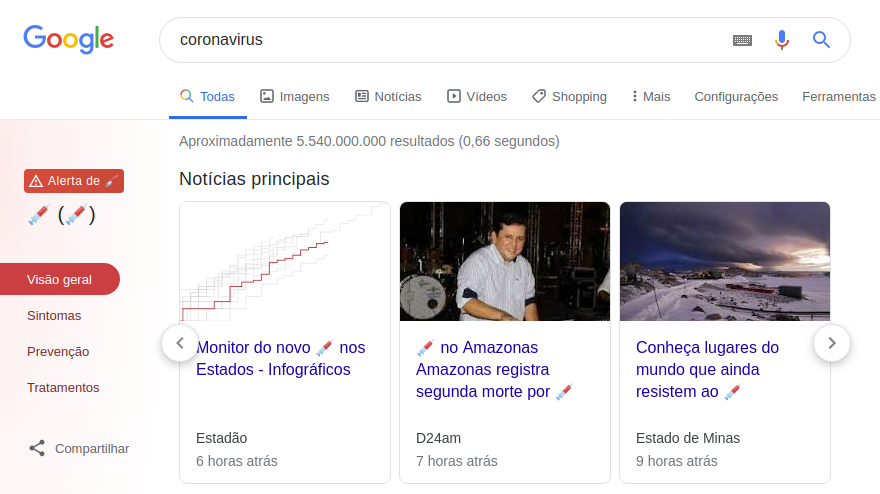 Google
coronavirus
Todas Imagens Notícias Vídeos Shopping Mais Configurações Ferramentas
Aproximadamente 5.540.000.000 resultados (0,66 segundos)
Alerta de 💉
💉 (💉)
Visão geral
Sintomas
Prevenção
Tratamentos
Compartilhar
Notícias principais
Monitor do novo 💉 nos
Estados - Infográficos
Estadão
6 horas atrás
💉 no Amazonas
Amazonas registra
segunda morte por 💉
D24am
7 horas atrás
Conheça lugares do
mundo que ainda
resistem ao 💉
Estado de Minas
9 horas atrás